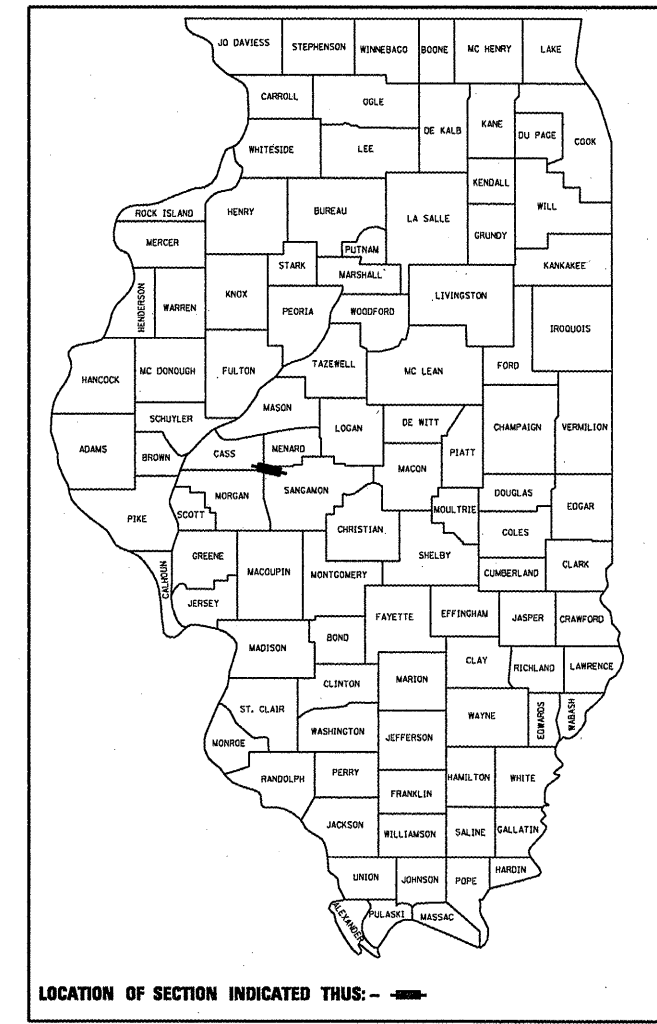 JO DAVIESS STEPHENSON WINNEBAGO BOONE MC HENRY LAKE
CARROLL OGLE DE KALB KANE DU PAGE COOK
WHITESIDE LEE
KENDALL WILL
ROCK ISLAND HENRY BUREAU LA SALLE GRUNDY
MERCER PUTNAM KANKAKEE
STARK MARSHALL
HENDERSON WARREN KNOX PEORIA WOODFORD LIVINGSTON IROQUOIS
HANCOCK MC DONOUGH FULTON TAZEWELL MC LEAN FORD
MASON
SCHUYLER LOGAN DE WITT CHAMPAIGN VERMILION
ADAMS BROWN CASS MENARD PIATT
MACON
MORGAN SANGAMON DOUGLAS EDGAR
PIKE SCOTT CHRISTIAN MOULTRIE COLES
GREENE MACOUPIN MONTGOMERY SHELBY
CALHOUN CUMBERLAND CLARK
JERSEY FAYETTE EFFINGHAM JASPER CRAWFORD
MADISON BOND CLAY
RICHLAND LAWRENCE
CLINTON MARION
ST. CLAIR WAYNE EDWARDS WABASH
WASHINGTON JEFFERSON
MONROE
RANDOLPH PERRY HAMILTON WHITE
FRANKLIN
JACKSON WILLIAMSON SALINE GALLATIN
UNION JOHNSON POPE HARDIN
ALEXANDER PULASKI MASSAC
LOCATION OF SECTION INDICATED THUS: -